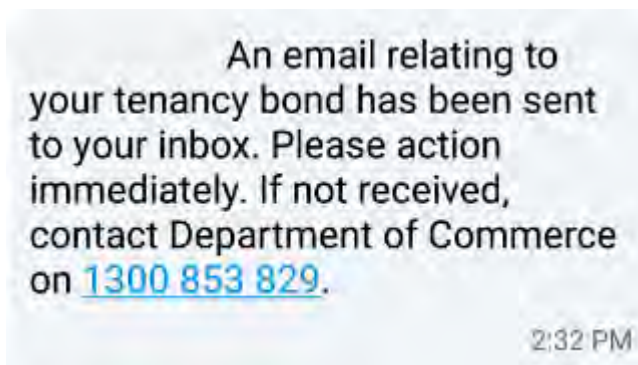 An email relating to
your tenancy bond has been sent
to your inbox. Please action
immediately. If not received,
contact Department of Commerce
on 1300 853 829.
2:32 PM